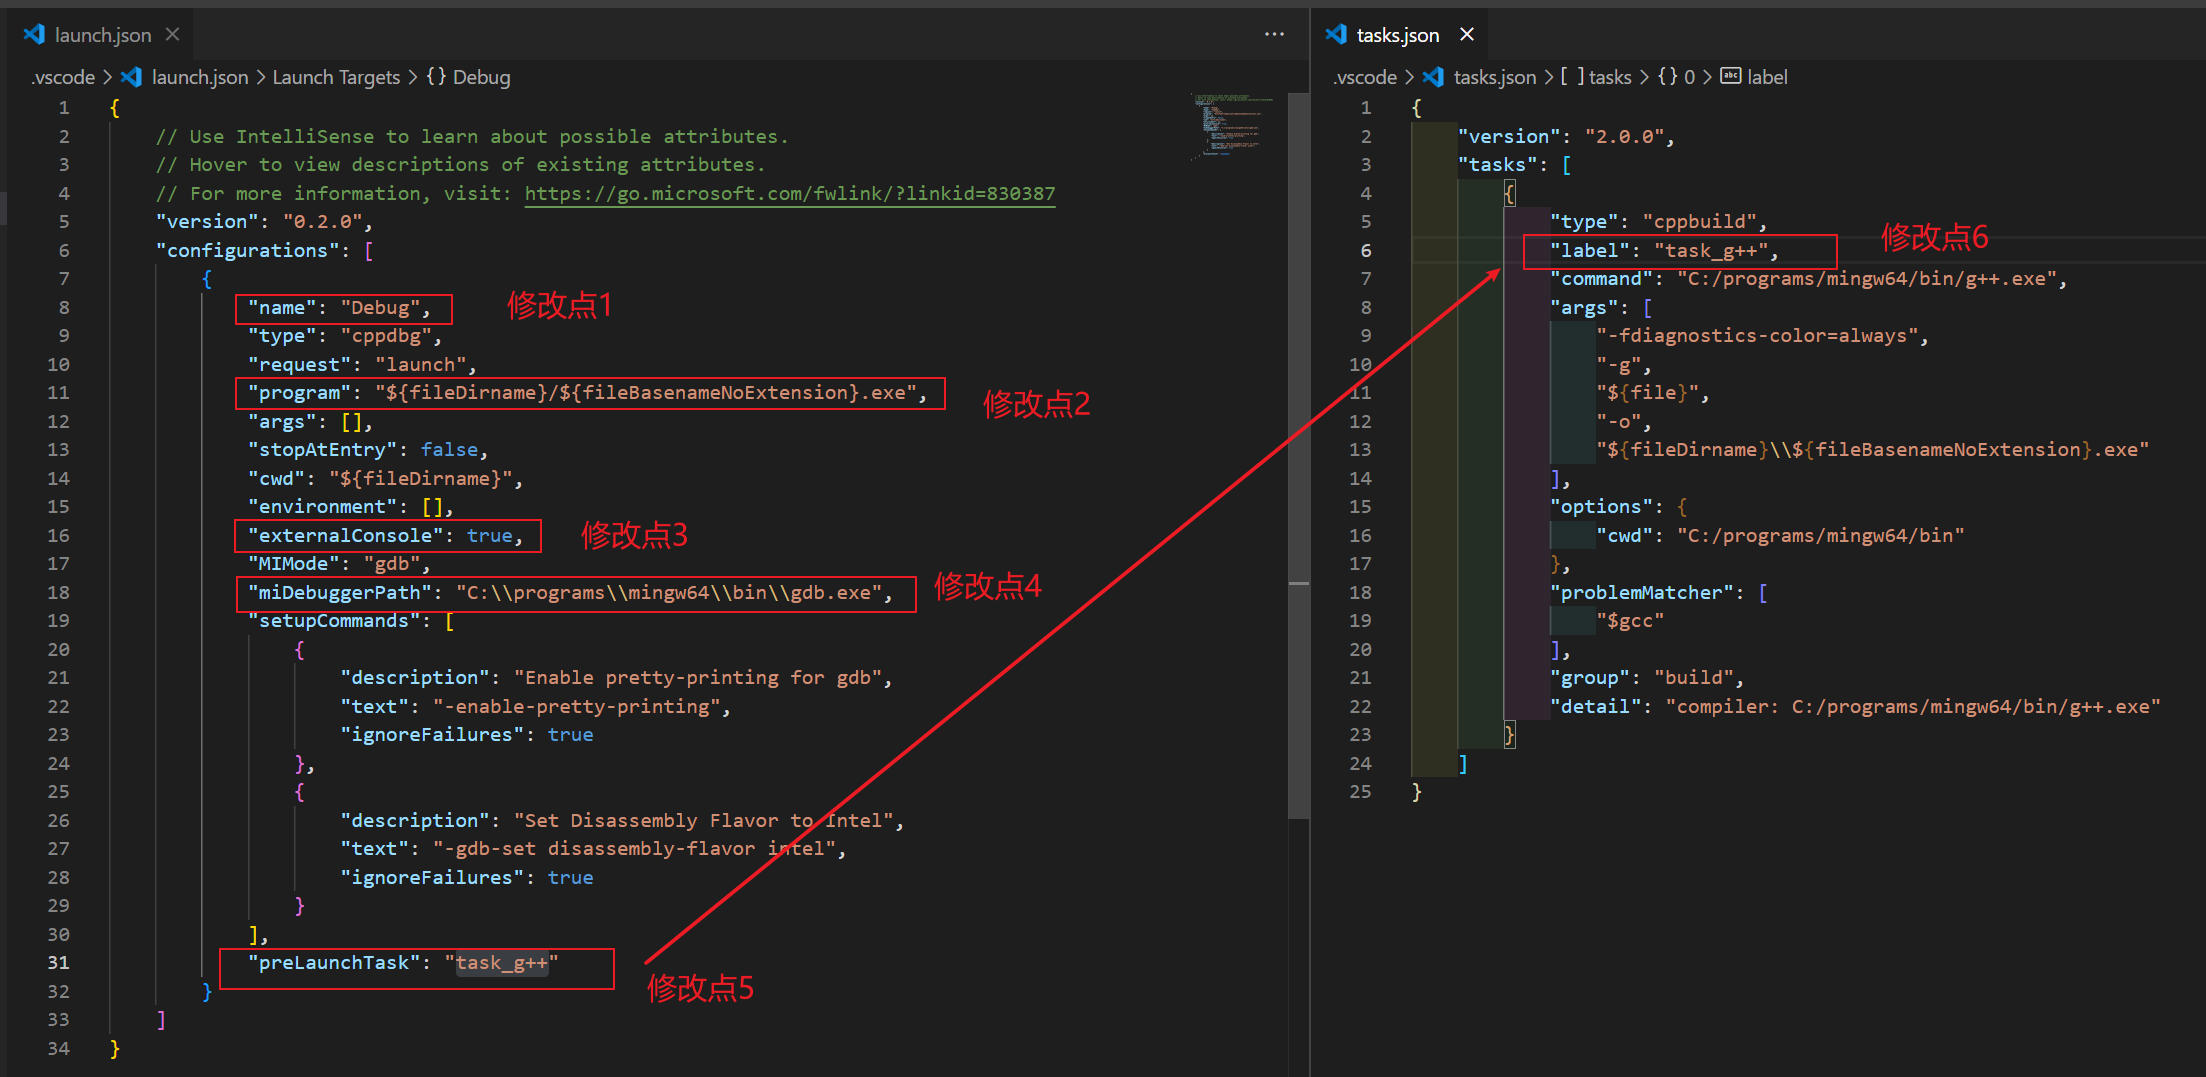 launch.json
.vscode > launch.json > Launch Targets > {} Debug
1 {
2 // Use IntelliSense to learn about possible attributes.
3 // Hover to view descriptions of existing attributes.
4 // For more information, visit: https://go.microsoft.com/fwlink/?linkid=830387
5 "version": "0.2.0",
6 "configurations": [
7 {
8 "name": "Debug", 修改点1
9 "type": "cppdbg",
10 "request": "launch",
11 "program": "${fileDirname}/${fileBasenameNoExtension}.exe", 修改点2
12 "args": [],
13 "stopAtEntry": false,
14 "cwd": "${fileDirname}",
15 "environment": [],
16 "externalConsole": true, 修改点3
17 "MIMode": "gdb",
18 "miDebuggerPath": "C:\\programs\\mingw64\\bin\\gdb.exe", 修改点4
19 "setupCommands": [
20 {
21 "description": "Enable pretty-printing for gdb",
22 "text": "-enable-pretty-printing",
23 "ignoreFailures": true
24 },
25 {
26 "description": "Set Disassembly Flavor to Intel",
27 "text": "-gdb-set disassembly-flavor intel",
28 "ignoreFailures": true
29 }
30 ],
31 "preLaunchTask": "task_g++"
修改点5
32 }
33 ]
34 }
tasks.json
.vscode > tasks.json > [ ] tasks > {} 0 > abc label
1 {
2 "version": "2.0.0",
3 "tasks": [
4 {
5 "type": "cppbuild",
6 "label": "task_g++", 修改点6
7 "command": "C:/programs/mingw64/bin/g++.exe",
8 "args": [
9 "-fdiagnostics-color=always",
10 "-g",
11 "${file}",
12 "-o",
13 "${fileDirname}\\${fileBasenameNoExtension}.exe"
14 ],
15 "options": {
16 "cwd": "C:/programs/mingw64/bin"
17 },
18 "problemMatcher": [
19 "$gcc"
20 ],
21 "group": "build",
22 "detail": "compiler: C:/programs/mingw64/bin/g++.exe"
23 }
24 ]
25 }